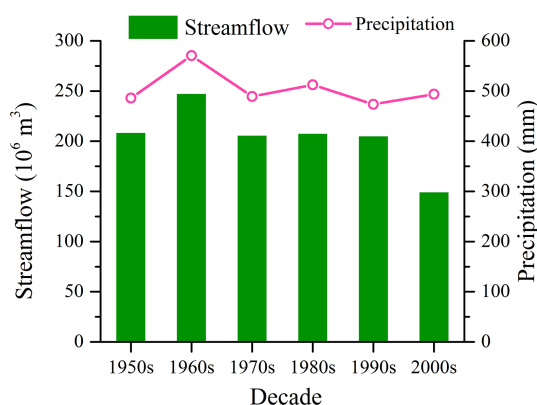 Streamflow Precipitation
300 600
250 500
200 400
150 300
100 200
50 100
0 0
Streamflow (10⁶ m³)
Precipitation (mm)
1950s 1960s 1970s 1980s 1990s 2000s
Decade